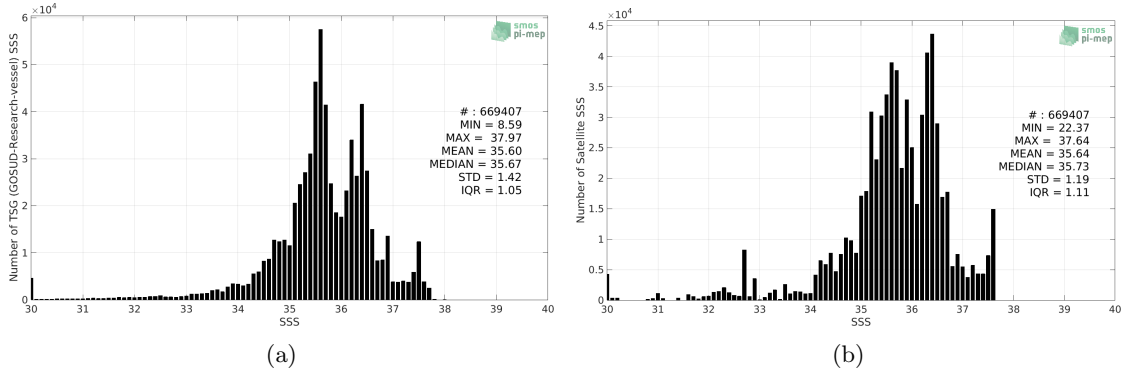 ×10⁴
6
5
4
3
2
1
0
Number of TSG (GOSUD-Research-vessel) SSS
smos
pi-mep
# : 669407
MIN = 8.59
MAX = 37.97
MEAN = 35.60
MEDIAN = 35.67
STD = 1.42
IQR = 1.05
30 31 32 33 34 35 36 37 38 39 40
SSS
(a)
×10⁴
4.5
4
3.5
3
2.5
2
1.5
1
0.5
0
Number of Satellite SSS
smos
pi-mep
# : 669407
MIN = 22.37
MAX = 37.64
MEAN = 35.64
MEDIAN = 35.73
STD = 1.19
IQR = 1.11
30 31 32 33 34 35 36 37 38 39 40
SSS
(b)